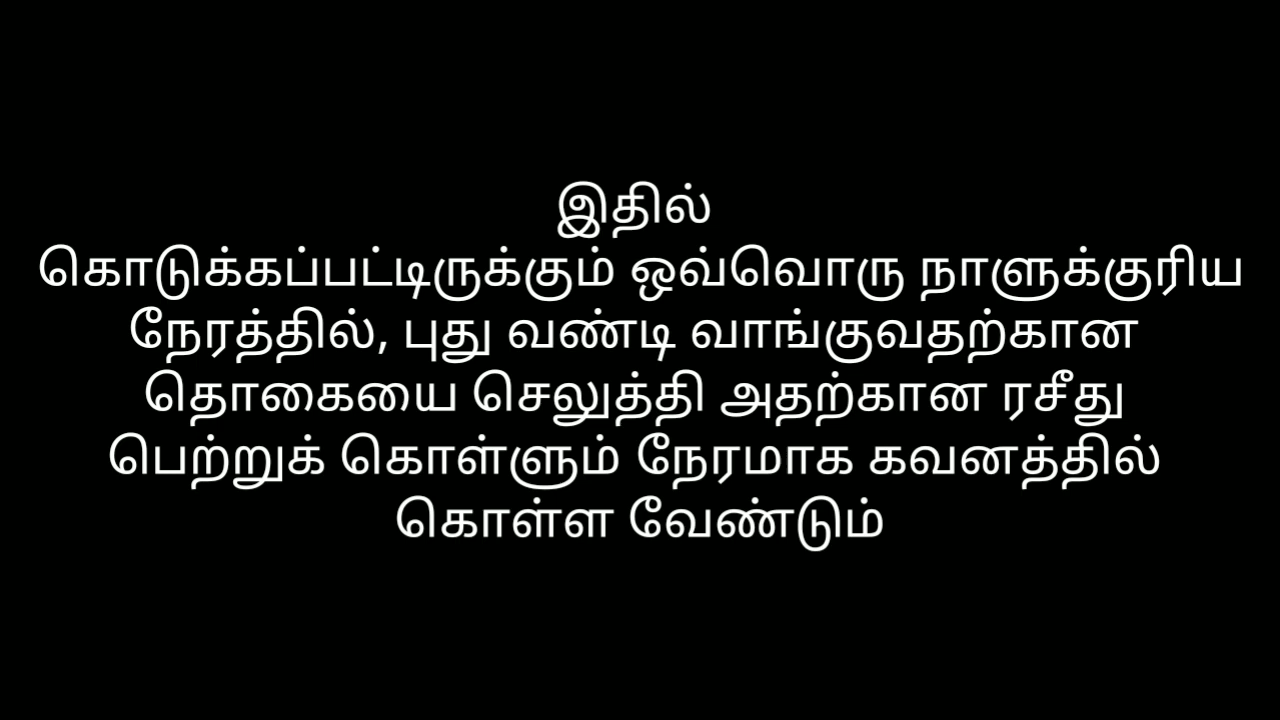 இதில்
கொடுக்கப்பட்டிருக்கும் ஒவ்வொரு நாளுக்குரிய
நேரத்தில், புது வண்டி வாங்குவதற்கான
தொகையை செலுத்தி அதற்கான ரசீது
பெற்றுக் கொள்ளும் நேரமாக கவனத்தில்
கொள்ள வேண்டும்